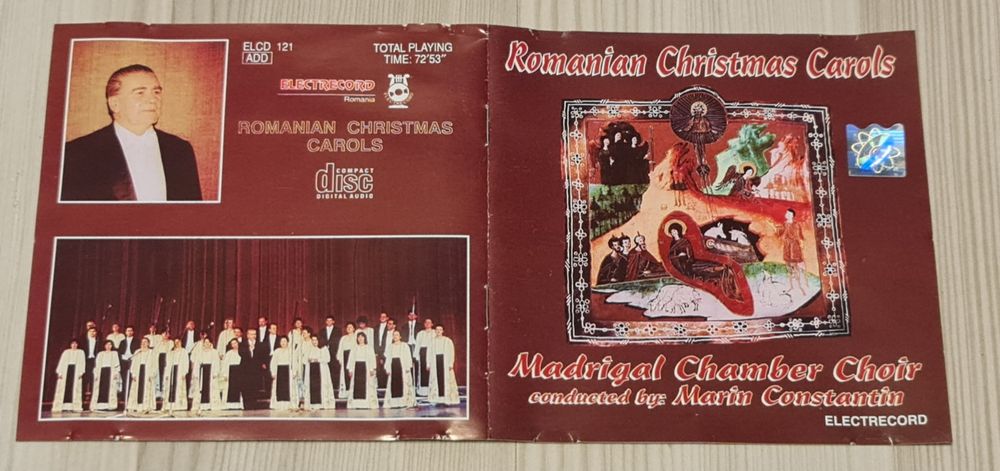 ELCD 121
ADD
TOTAL PLAYING
TIME: 72'53"
ELECTRECORD
Romania
ROMANIAN CHRISTMAS
CAROLS
COMPACT
disc
DIGITAL AUDIO
Romanian Christmas Carols
Madrigal Chamber Choir
conducted by: Marin Constantin
ELECTRECORD